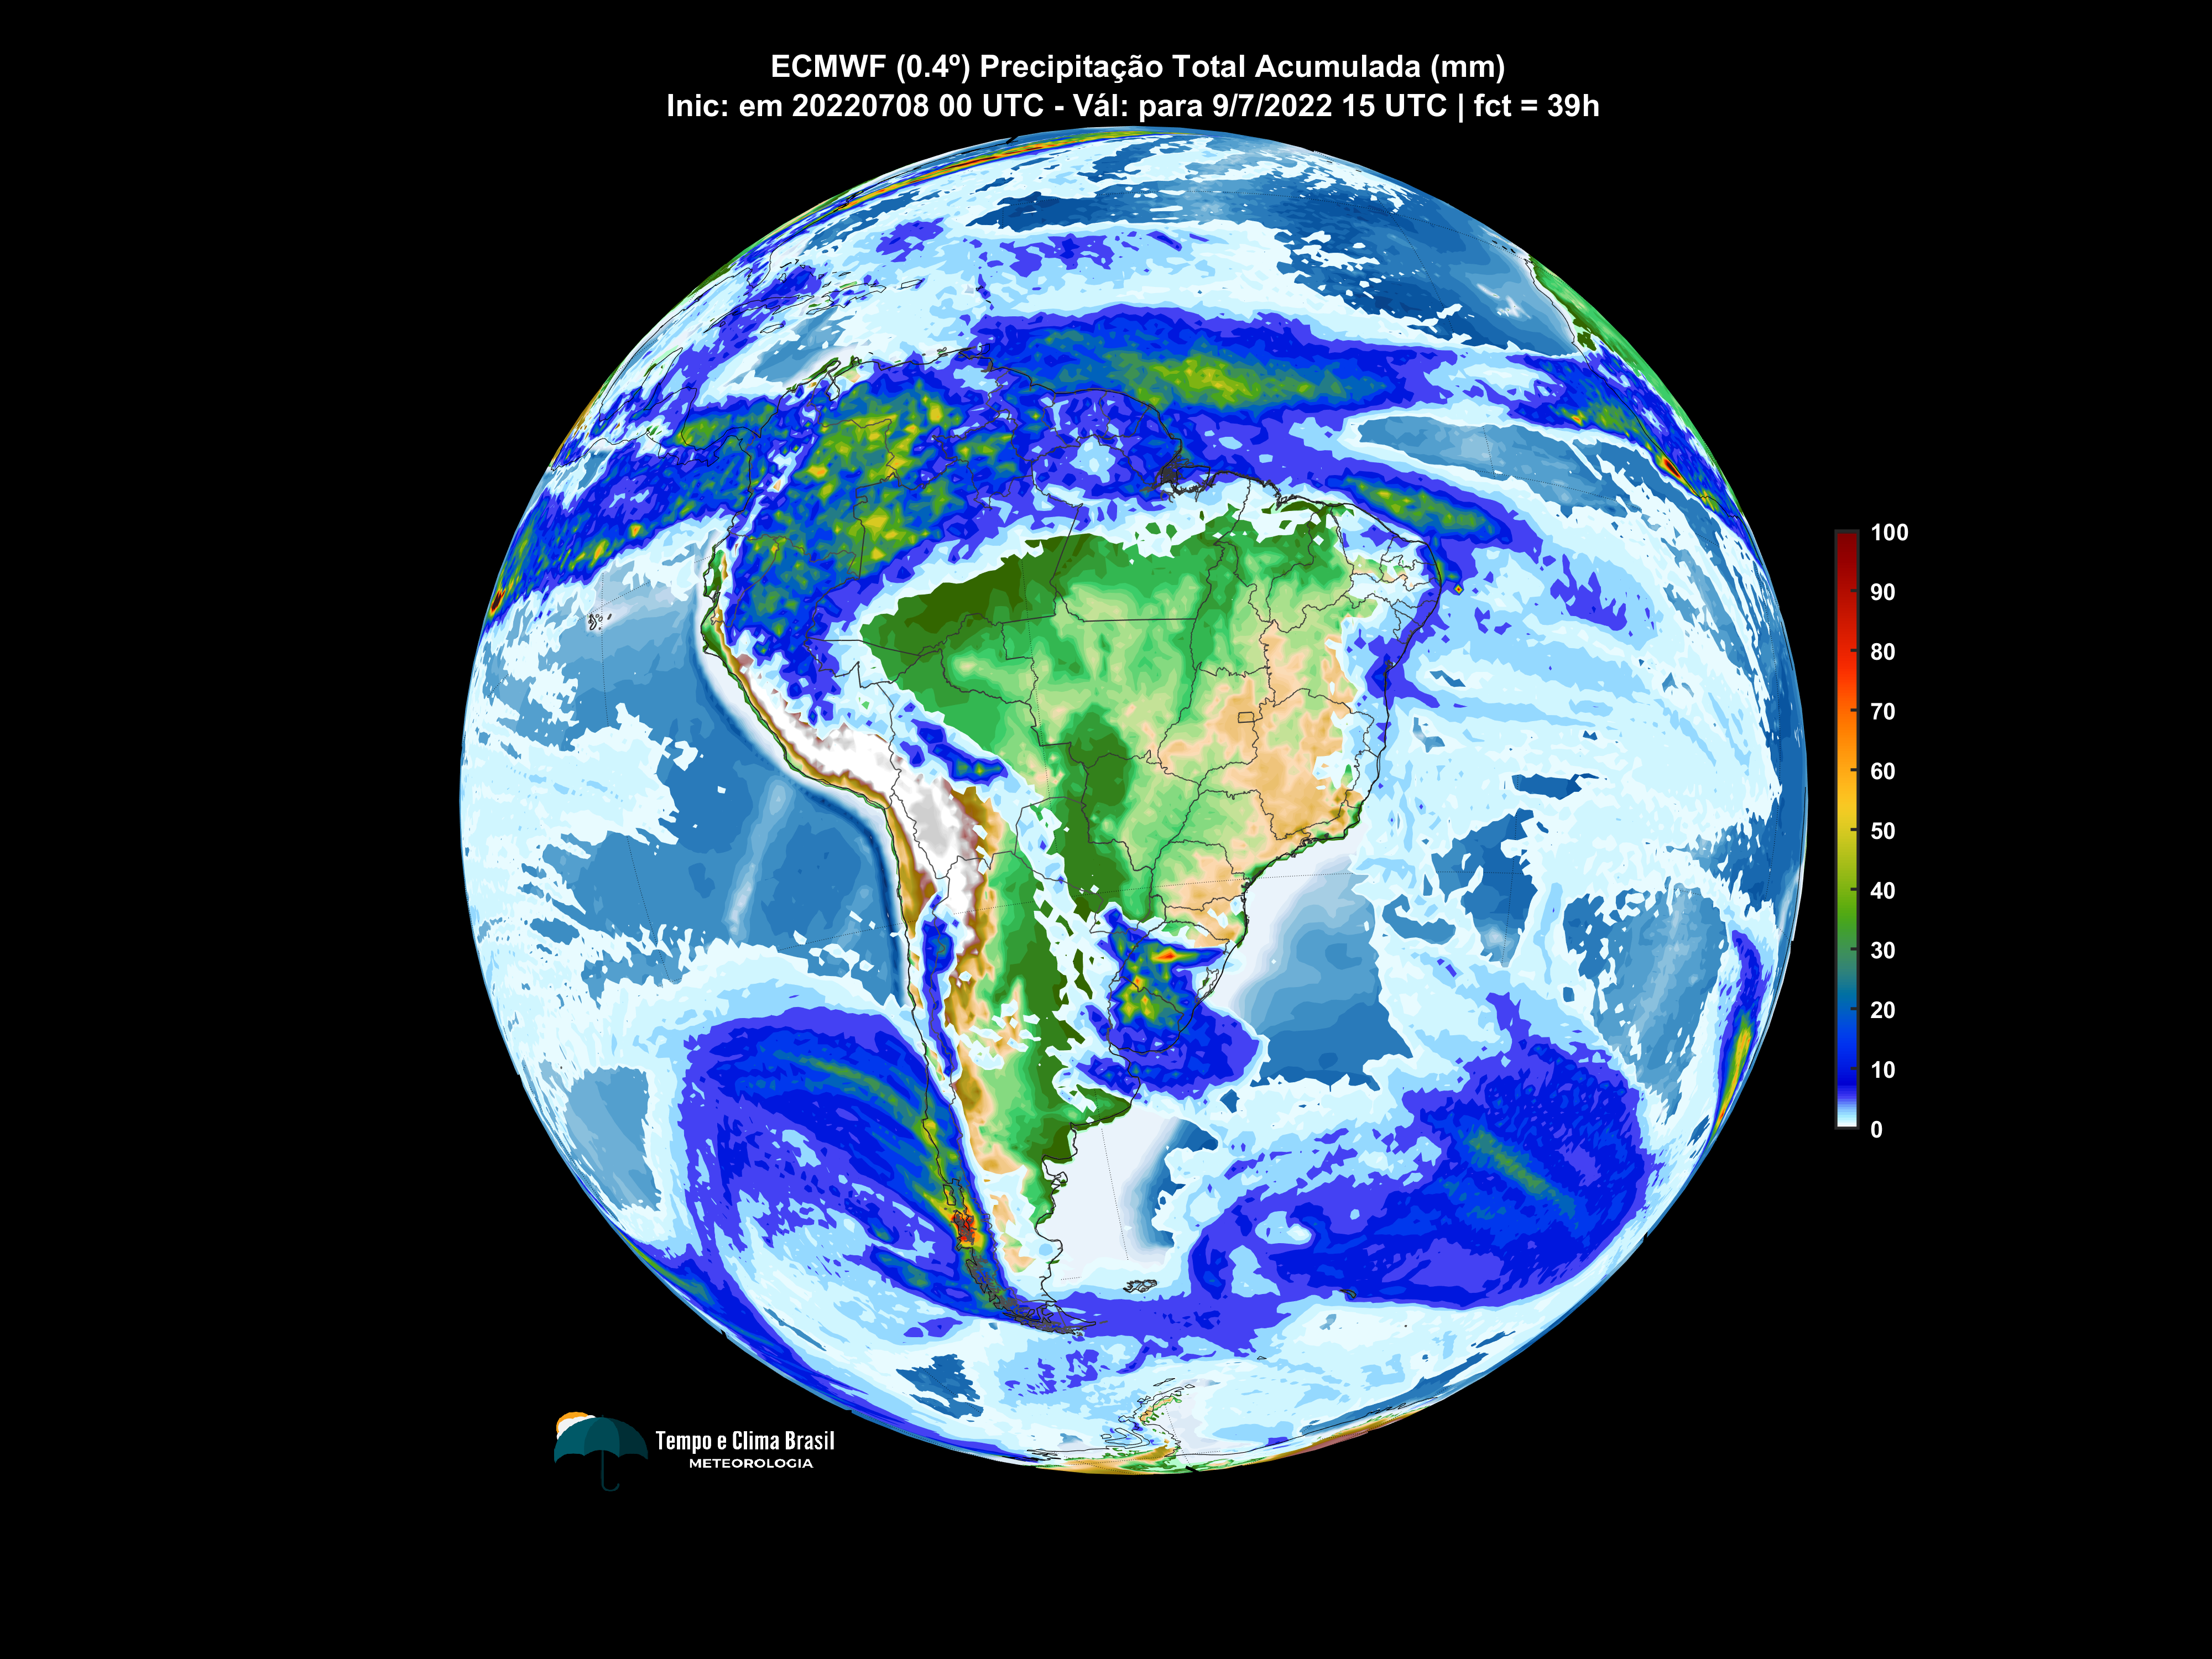 ECMWF (0.4º) Precipitação Total Acumulada (mm)
Inic: em 20220708 00 UTC - Vál: para 9/7/2022 15 UTC | fct = 39h
100
90
80
70
60
50
40
30
20
10
0
Tempo e Clima Brasil
METEOROLOGIA